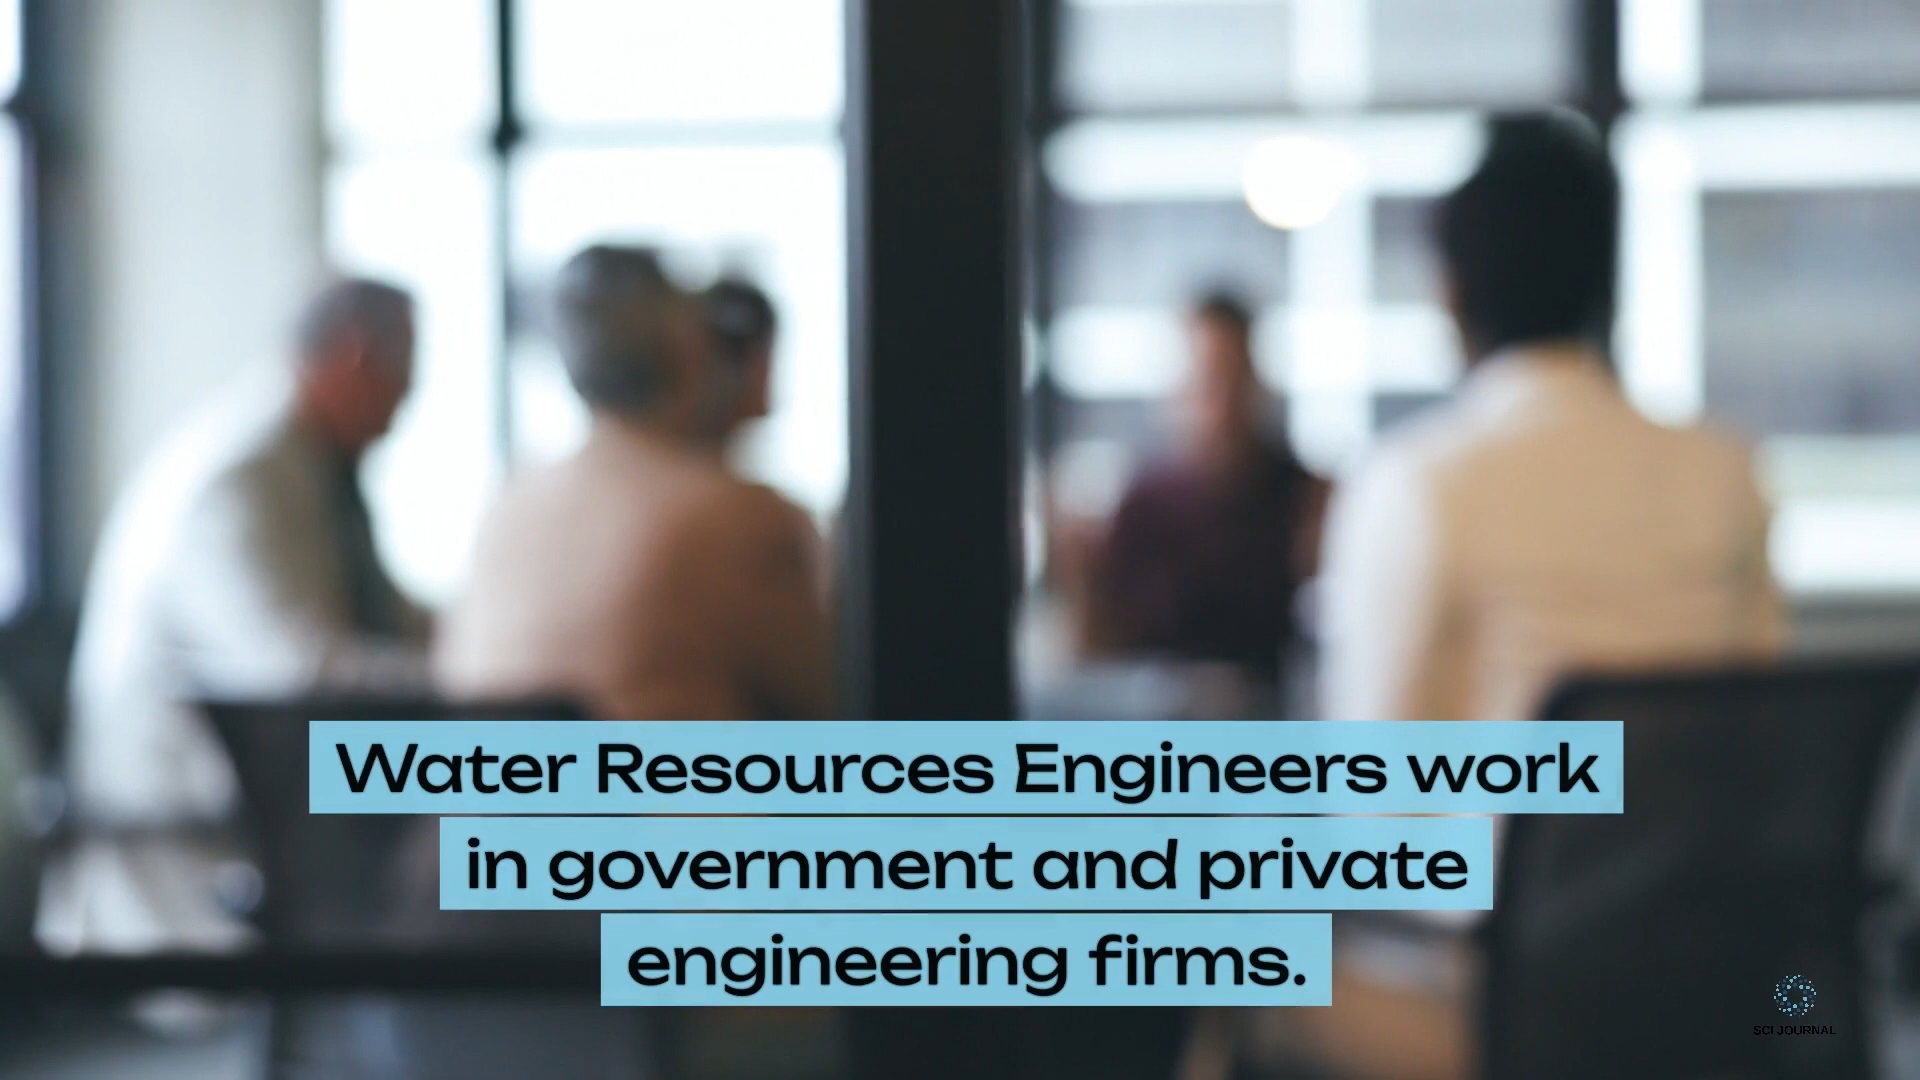 Water Resources Engineers work
in government and private
engineering firms.
SCI JOURNAL